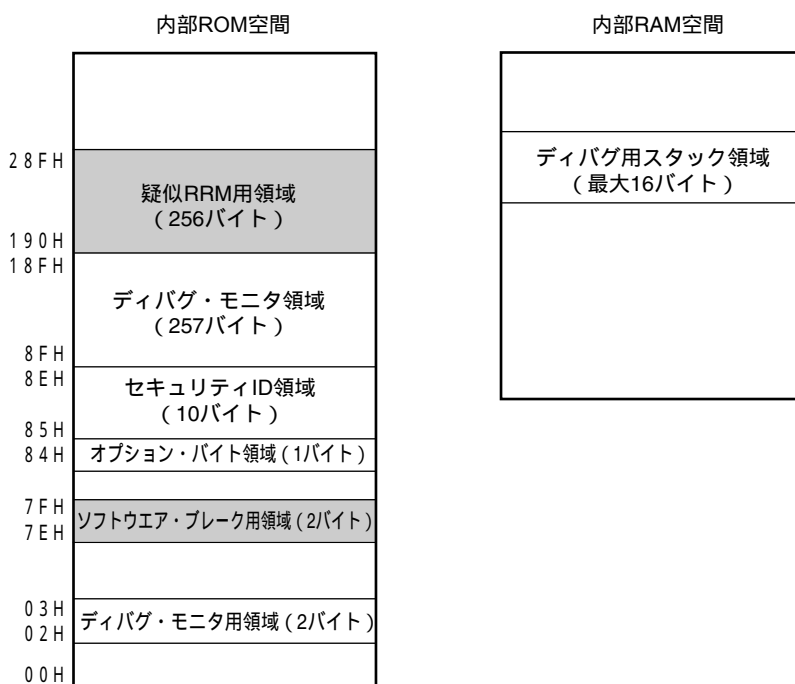 内部ROM空間
28FH
疑似RRM用領域
(256バイト)
190H
18FH
ディバグ・モニタ領域
(257バイト)
8FH
8EH
セキュリティID領域
(10バイト)
85H
84H
オプション・バイト領域(1バイト)
7FH
ソフトウエア・ブレーク用領域(2バイト)
7EH
03H
ディバグ・モニタ用領域(2バイト)
02H
00H
内部RAM空間
ディバグ用スタック領域
(最大16バイト)